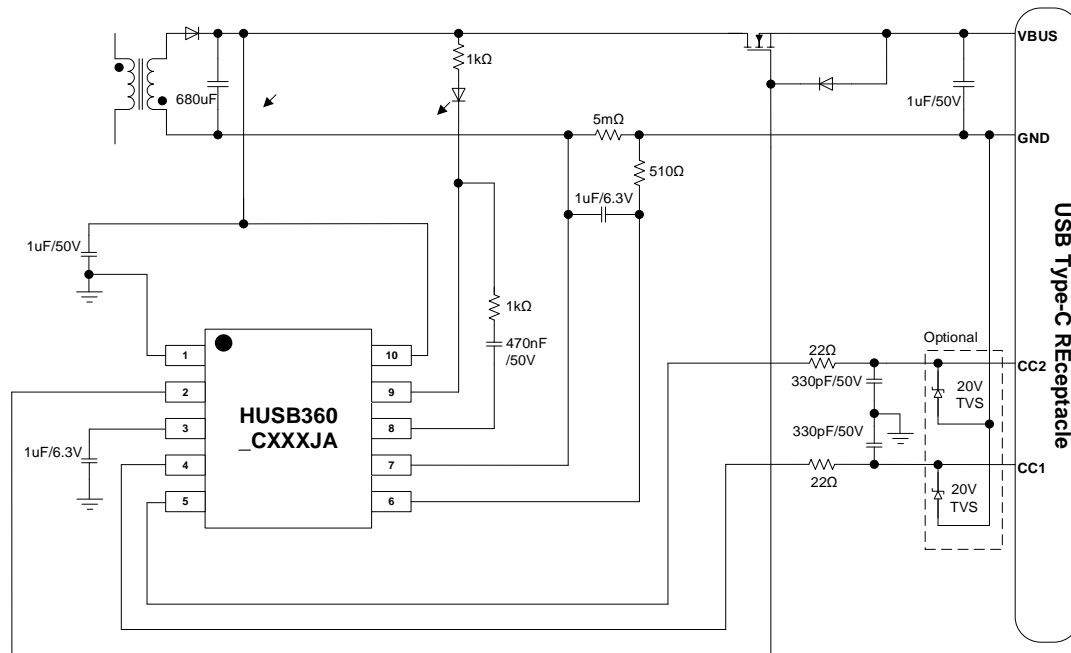 VBUS
1kΩ
680uF
1uF/50V
5mΩ
GND
510Ω
1uF/6.3V
1uF/50V
USB Type-C REceptacle
1kΩ
470nF
/50V
Optional
1
10
22Ω
CC2
330pF/50V
20V
TVS
2
9
HUSB360
_CXXXJA
3
8
330pF/50V
1uF/6.3V
4
7
CC1
22Ω
20V
TVS
5
6